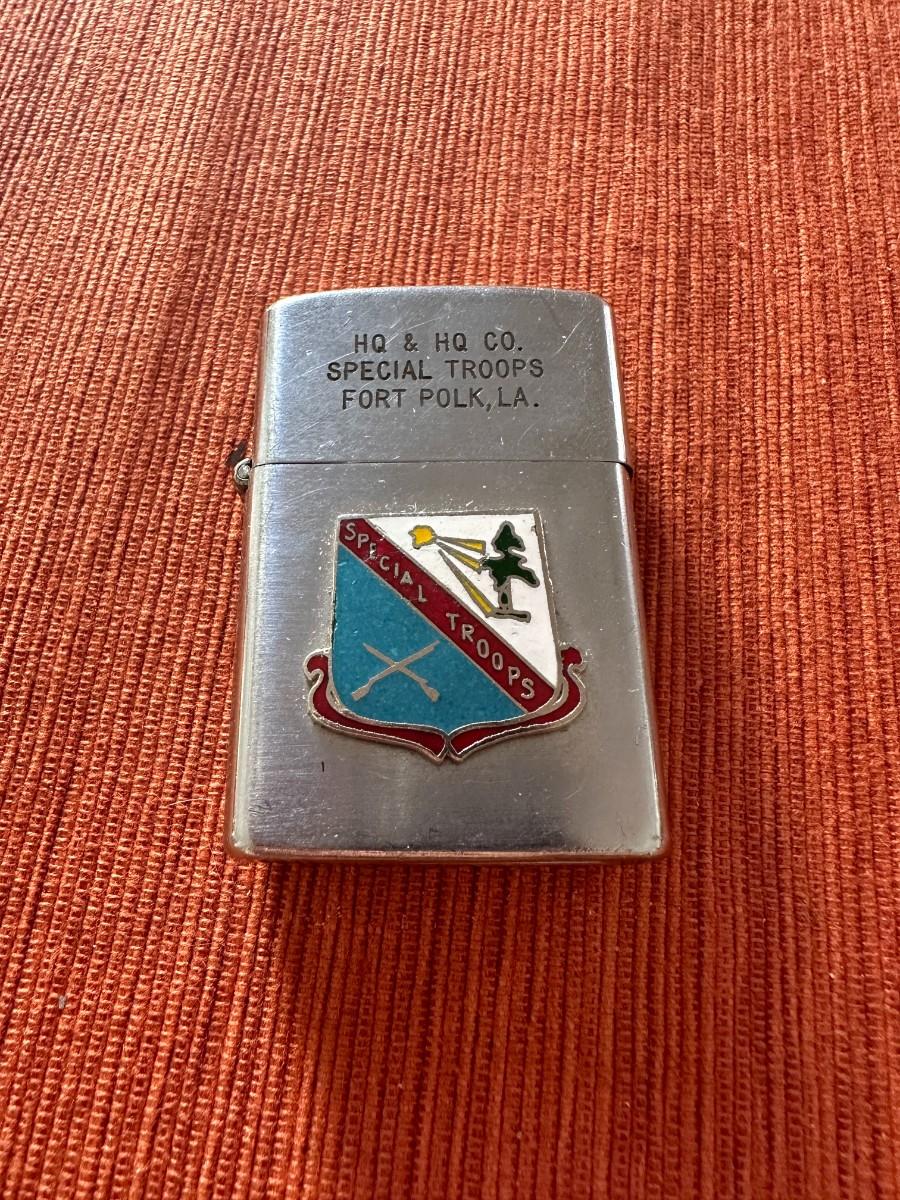 HQ & HQ CO.
SPECIAL TROOPS
FORT POLK, LA.
SPECIAL TROOPS